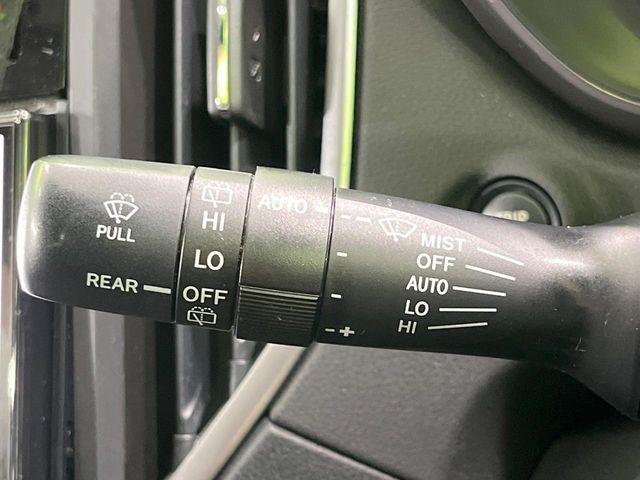 PULL
REAR
HI
LO
OFF
AUTO
MIST
OFF
AUTO
LO
HI
- +